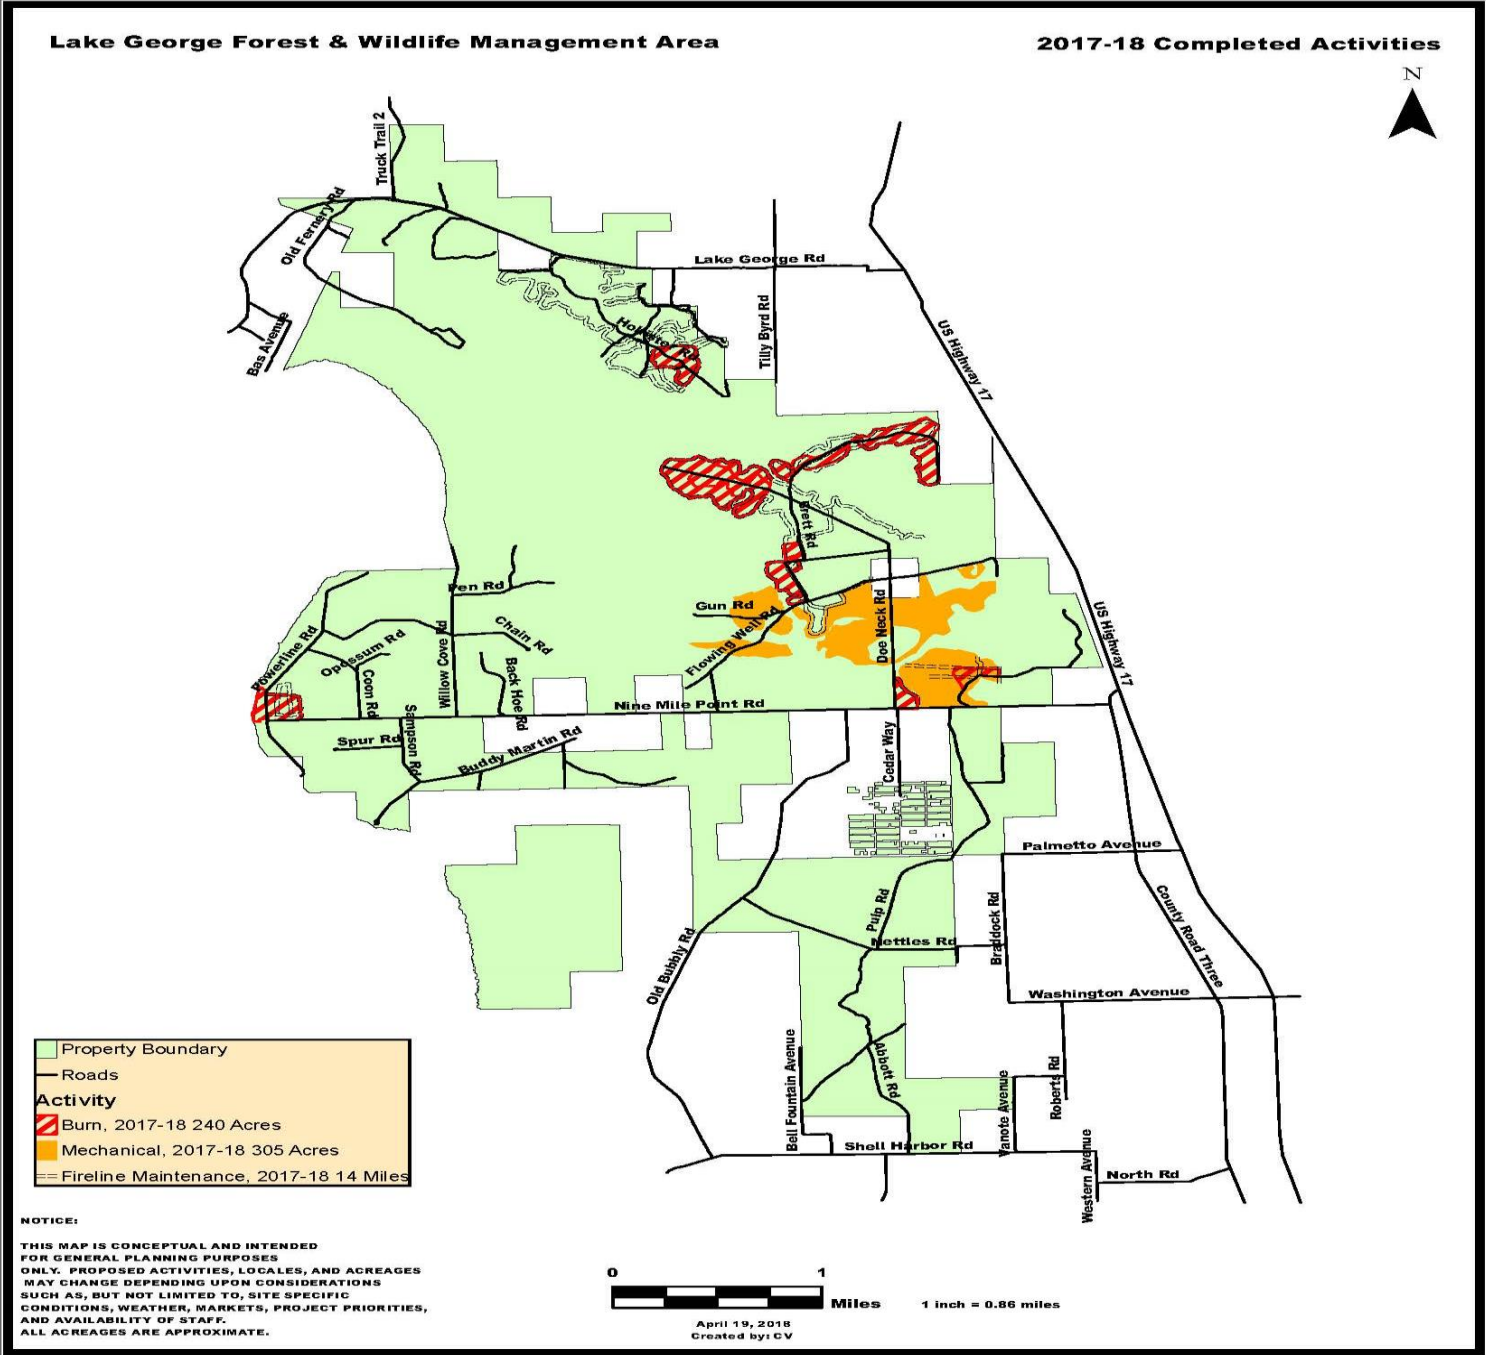 Lake George Forest & Wildlife Management Area
2017-18 Completed Activities
N
Truck Trail 2
Old Fernery Rd
Bas Avenue
Lake George Rd
Tilly Byrd Rd
US Highway 17
Brett Rd
Pen Rd
Gun Rd
Flowing Well Rd
Doe Neck Rd
US Highway 17
Powerline Rd
Opossum Rd
Coon Rd
Willow Cove Rd
Chain Rd
Back Hoe Rd
Nine Mile Point Rd
Spur Rd
Sampson Rd
Buddy Martin Rd
Cedar Way
Palmetto Avenue
Pulp Rd
Nettles Rd
Braddock Rd
County Road Three
Old Bubbly Rd
Washington Avenue
Bell Fountain Avenue
Abbott Rd
Vanote Avenue
Roberts Rd
Shell Harbor Rd
Western Avenue
North Rd
Property Boundary
Roads
Activity
Burn, 2017-18 240 Acres
Mechanical, 2017-18 305 Acres
Fireline Maintenance, 2017-18 14 Miles
NOTICE:
THIS MAP IS CONCEPTUAL AND INTENDED
FOR GENERAL PLANNING PURPOSES
ONLY. PROPOSED ACTIVITIES, LOCALES, AND ACREAGES
MAY CHANGE DEPENDING UPON CONSIDERATIONS
SUCH AS, BUT NOT LIMITED TO, SITE SPECIFIC
CONDITIONS, WEATHER, MARKETS, PROJECT PRIORITIES,
AND AVAILABILITY OF STAFF.
ALL ACREAGES ARE APPROXIMATE.
0 1
Miles
1 inch = 0.86 miles
April 19, 2018
Created by: CV